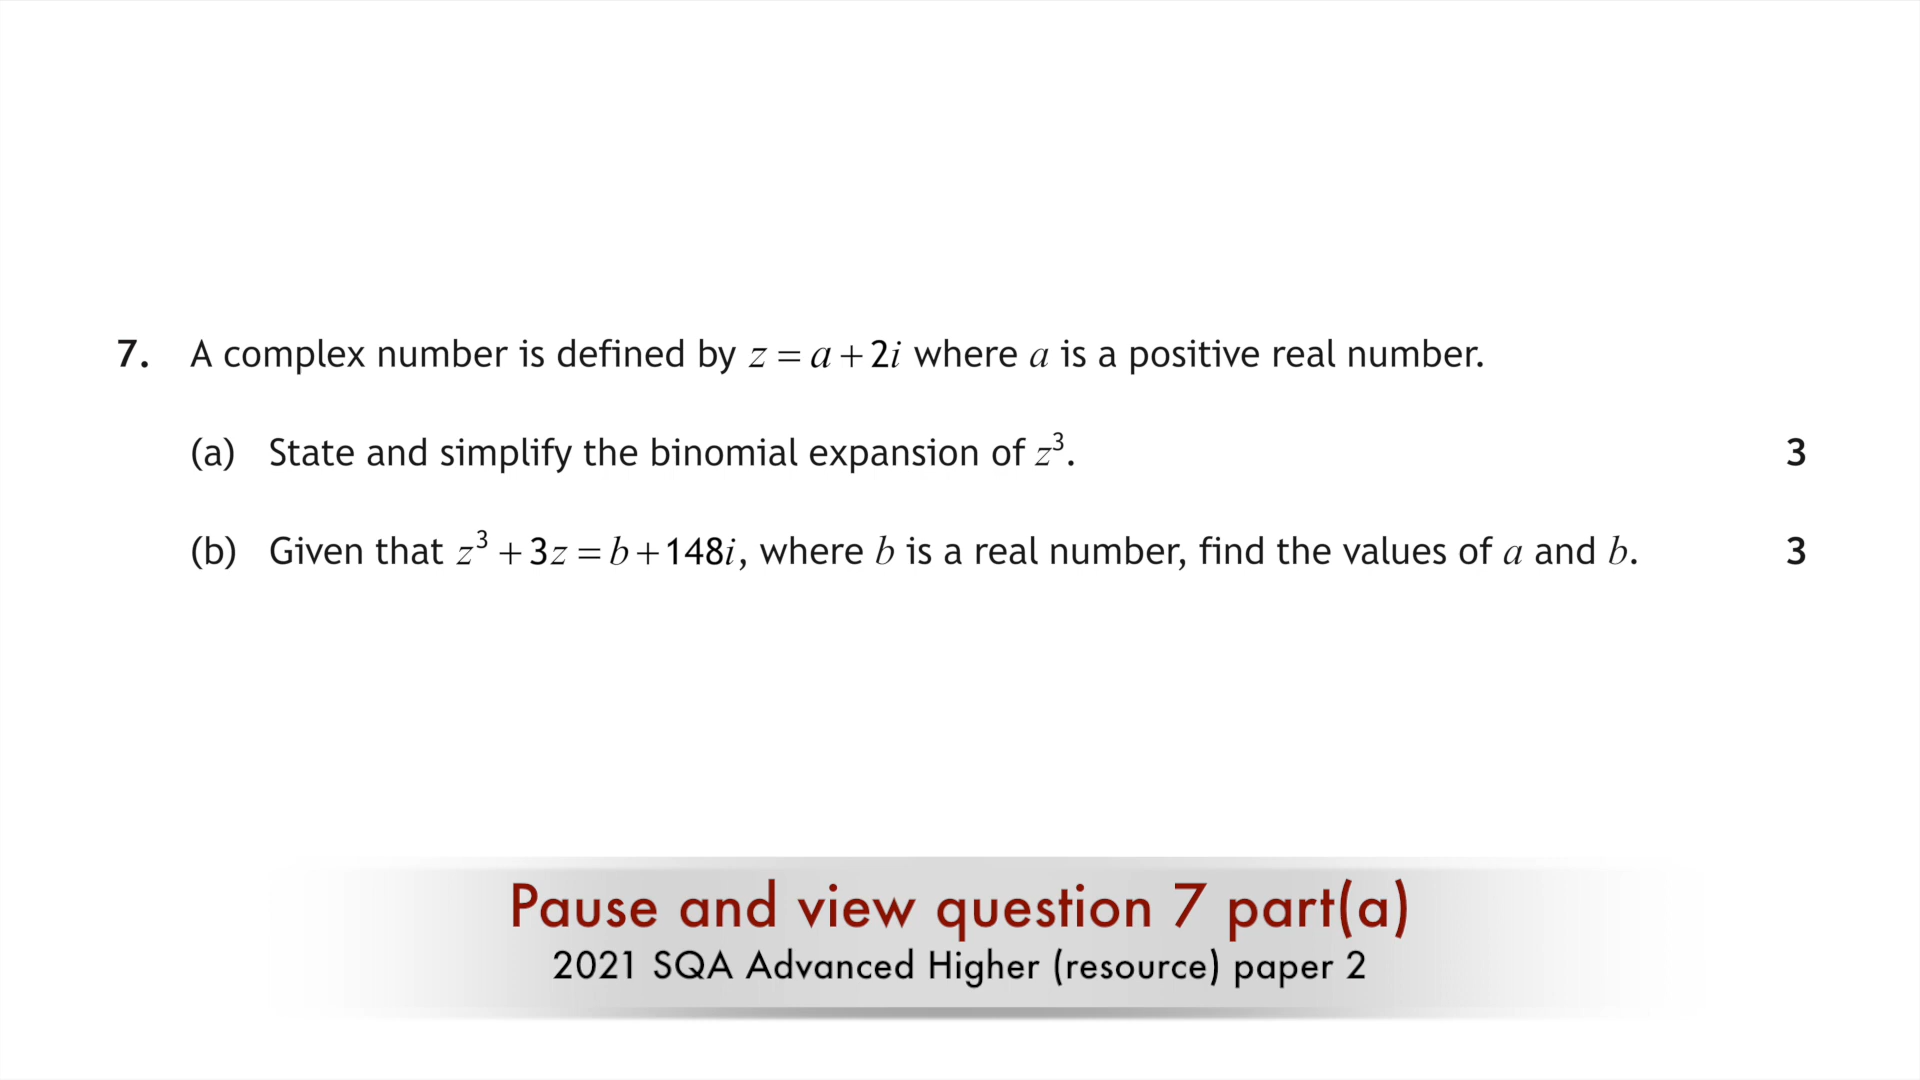 7. A complex number is defined by z = a + 2i where a is a positive real number.
(a) State and simplify the binomial expansion of z³. 3
(b) Given that z³ + 3z = b + 148i, where b is a real number, find the values of a and b. 3
Pause and view question 7 part(a)
2021 SQA Advanced Higher (resource) paper 2